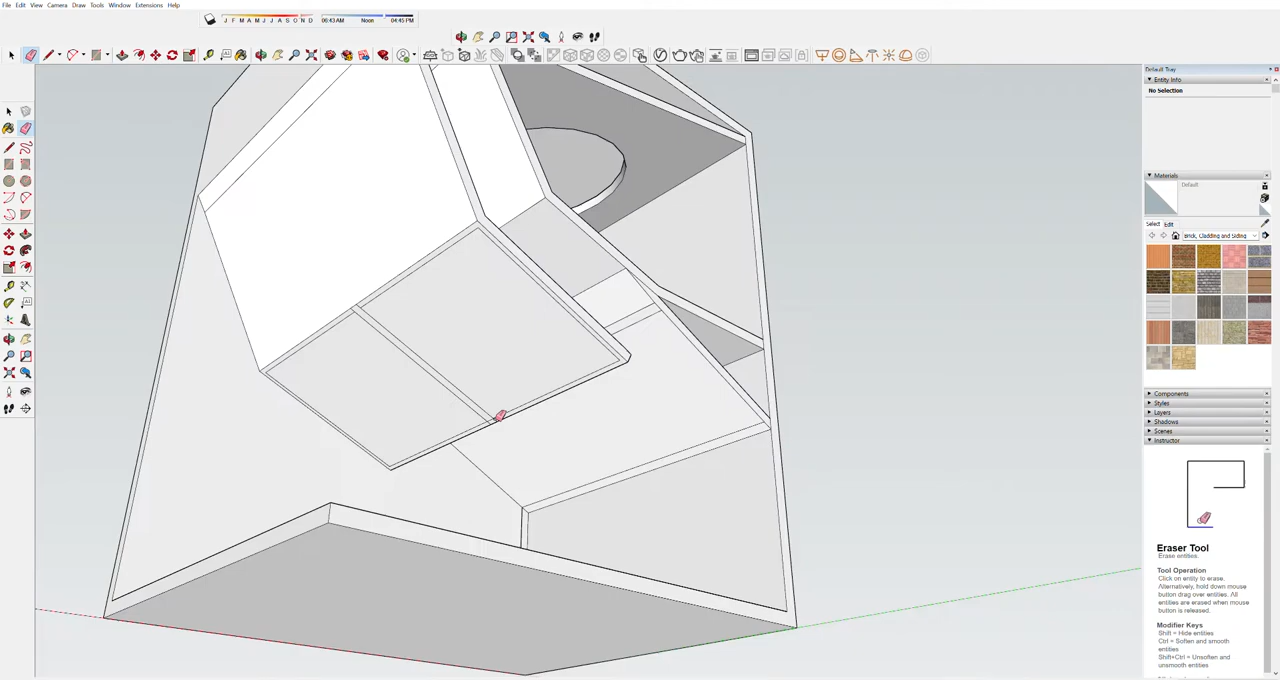 File Edit View Camera Draw Tools Window Extensions Help
J F M A M J J A S O N D
06:43 AM Noon 04:45 PM
Default Tray
Entity Info
No Selection
Materials
Default
Select Edit
Brick, Cladding and Siding
Components
Styles
Layers
Shadows
Scenes
Instructor
Eraser Tool
Erase entities.
Tool Operation
Click on entity to erase.
Alternatively, hold down mouse
button drag over entities. All
entities are erased when mouse
button is released.
Modifier Keys
Shift = Hide entities
Ctrl = Soften and smooth
entities
Shift+Ctrl = Unsoften and
unsmooth entities